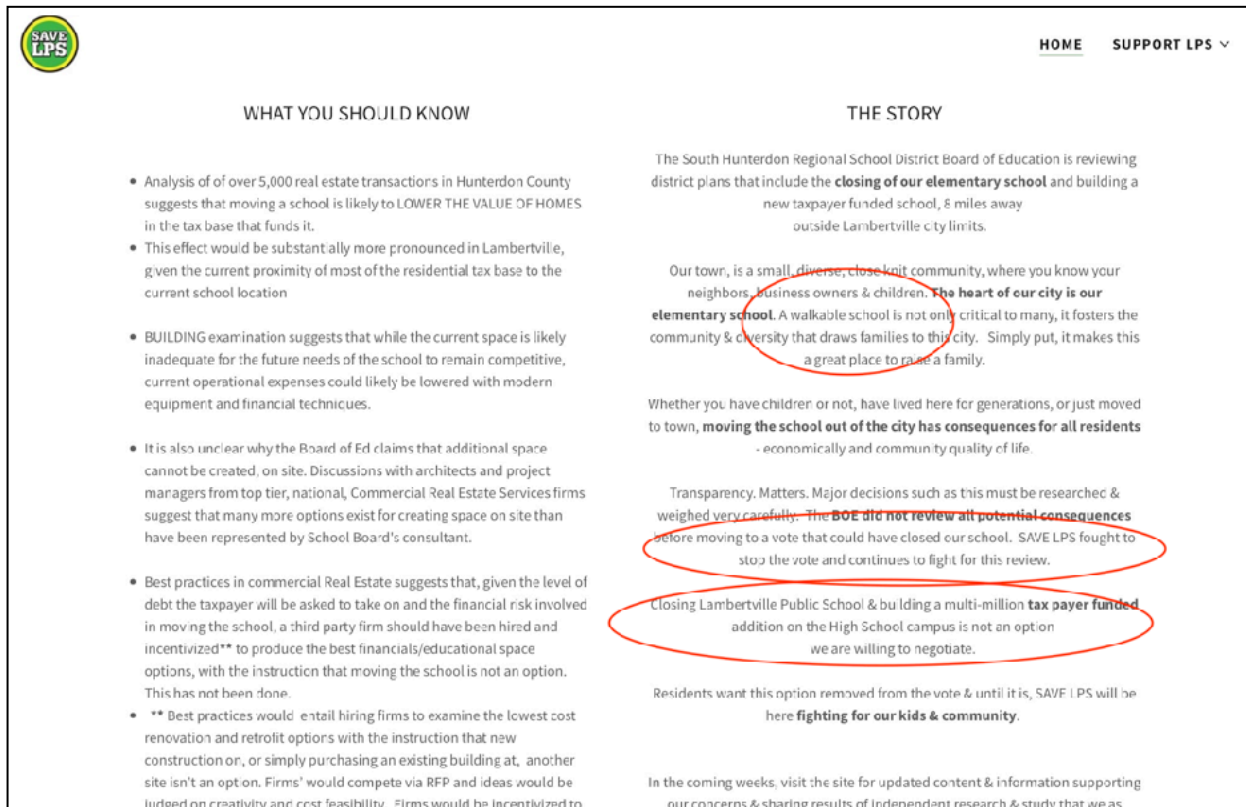 SAVE
LPS
HOME SUPPORT LPS
WHAT YOU SHOULD KNOW
• Analysis of of over 5,000 real estate transactions in Hunterdon County
suggests that moving a school is likely to LOWER THE VALUE OF HOMES
in the tax base that funds it.
• This effect would be substantially more pronounced in Lambertville,
given the current proximity of most of the residential tax base to the
current school location
• BUILDING examination suggests that while the current space is likely
inadequate for the future needs of the school to remain competitive,
current operational expenses could likely be lowered with modern
equipment and financial techniques.
• It is also unclear why the Board of Ed claims that additional space
cannot be created, on site. Discussions with architects and project
managers from top tier, national, Commercial Real Estate Services firms
suggest that many more options exist for creating space on site than
have been represented by School Board's consultant.
• Best practices in commercial Real Estate suggests that, given the level of
debt the taxpayer will be asked to take on and the financial risk involved
in moving the school, a third party firm should have been hired and
incentivized** to produce the best financials/educational space
options, with the instruction that moving the school is not an option.
This has not been done.
• ** Best practices would entail hiring firms to examine the lowest cost
renovation and retrofit options with the instruction that new
construction on, or simply purchasing an existing building at, another
site isn't an option. Firms' would compete via RFP and ideas would be
judged on creativity and cost feasibility. Firms would be incentivized to
THE STORY
The South Hunterdon Regional School District Board of Education is reviewing
district plans that include the closing of our elementary school and building a
new taxpayer funded school, 8 miles away
outside Lambertville city limits.
Our town, is a small, diverse, close knit community, where you know your
neighbors, business owners & children. The heart of our city is our
elementary school. A walkable school is not only critical to many, it fosters the
community & diversity that draws families to this city. Simply put, it makes this
a great place to raise a family.
Whether you have children or not, have lived here for generations, or just moved
to town, moving the school out of the city has consequences for all residents
- economically and community quality of life.
Transparency. Matters. Major decisions such as this must be researched &
weighed very carefully. The BOE did not review all potential consequences
before moving to a vote that could have closed our school. SAVE LPS fought to
stop the vote and continues to fight for this review.
Closing Lambertville Public School & building a multi-million tax payer funded
addition on the High School campus is not an option
we are willing to negotiate.
Residents want this option removed from the vote & until it is, SAVE LPS will be
here fighting for our kids & community.
In the coming weeks, visit the site for updated content & information supporting
our concerns & sharing results of independent research & study that we as